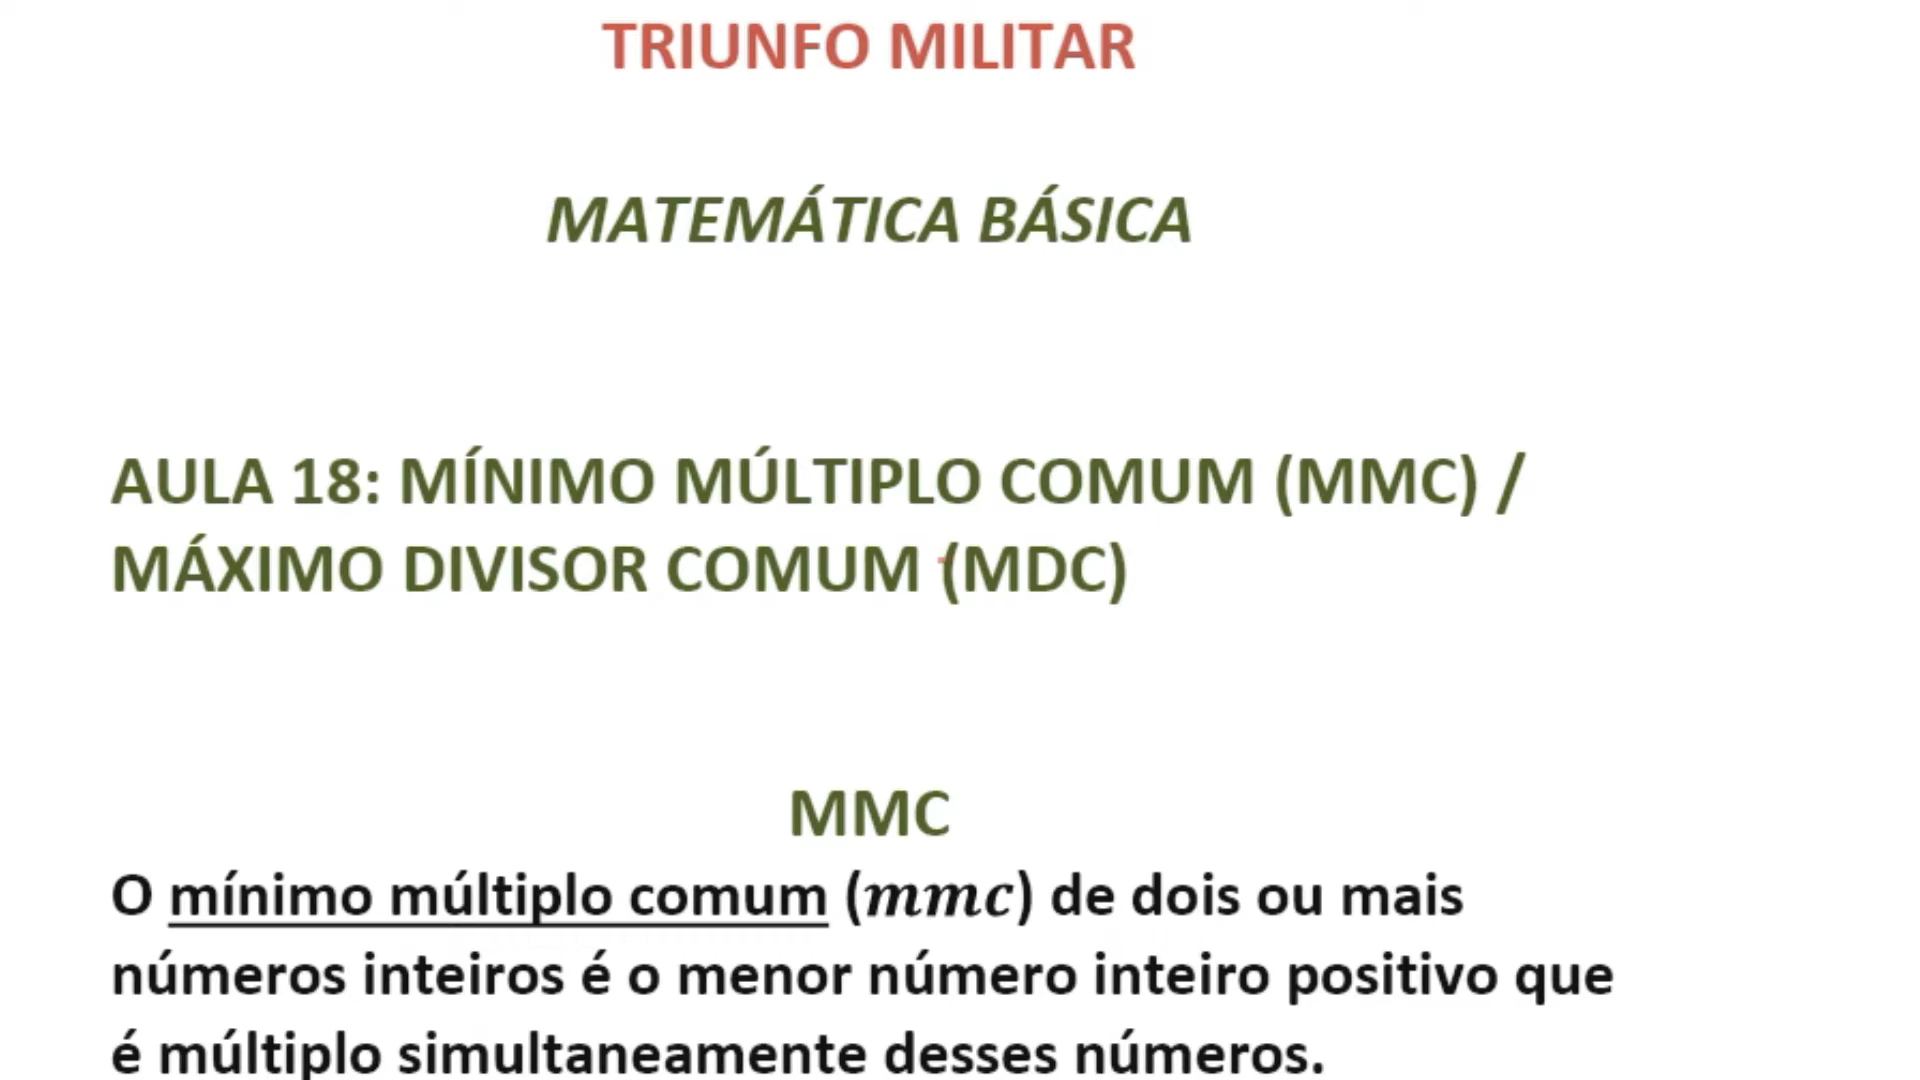 TRIUNFO MILITAR
MATEMÁTICA BÁSICA
AULA 18: MÍNIMO MÚLTIPLO COMUM (MMC) /
MÁXIMO DIVISOR COMUM (MDC)
MMC
O mínimo múltiplo comum (mmc) de dois ou mais
números inteiros é o menor número inteiro positivo que
é múltiplo simultaneamente desses números.